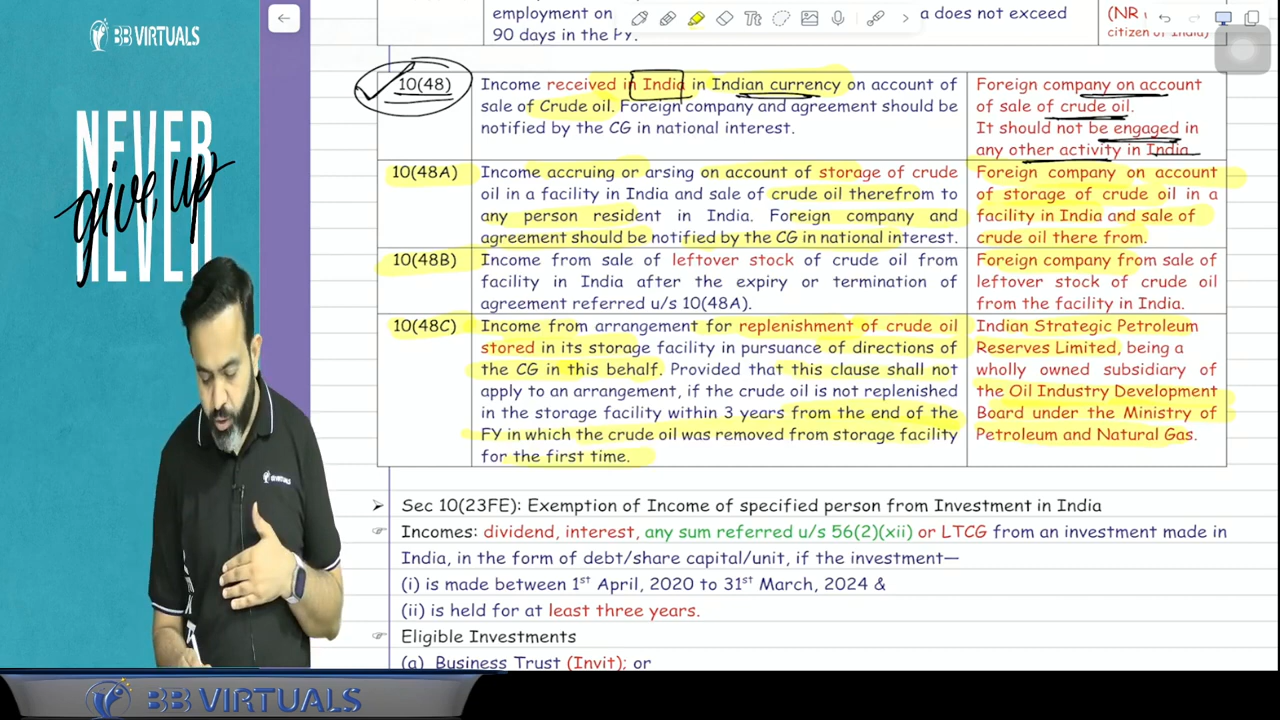 BB VIRTUALS
NEVER
give up
NEVER
employment on
a does not exceed
90 days in the FY.
(NR
citizen of India)
10(48)
Income received in India in Indian currency on account of
sale of Crude oil. Foreign company and agreement should be
notified by the CG in national interest.
Foreign company on account
of sale of crude oil.
It should not be engaged in
any other activity in India.
10(48A)
Income accruing or arsing on account of storage of crude
oil in a facility in India and sale of crude oil therefrom to
any person resident in India. Foreign company and
agreement should be notified by the CG in national interest.
Foreign company on account
of storage of crude oil in a
facility in India and sale of
crude oil there from.
10(48B)
Income from sale of leftover stock of crude oil from
facility in India after the expiry or termination of
agreement referred u/s 10(48A).
Foreign company from sale of
leftover stock of crude oil
from the facility in India.
10(48C)
Income from arrangement for replenishment of crude oil
stored in its storage facility in pursuance of directions of
the CG in this behalf. Provided that this clause shall not
apply to an arrangement, if the crude oil is not replenished
in the storage facility within 3 years from the end of the
FY in which the crude oil was removed from storage facility
for the first time.
Indian Strategic Petroleum
Reserves Limited, being a
wholly owned subsidiary of
the Oil Industry Development
Board under the Ministry of
Petroleum and Natural Gas.
➢ Sec 10(23FE): Exemption of Income of specified person from Investment in India
☞ Incomes: dividend, interest, any sum referred u/s 56(2)(xii) or LTCG from an investment made in
India, in the form of debt/share capital/unit, if the investment—
(i) is made between 1st April, 2020 to 31st March, 2024 &
(ii) is held for at least three years.
☞ Eligible Investments
(a) Business Trust (Invit); or
BB VIRTUALS
BB VIRTUALS